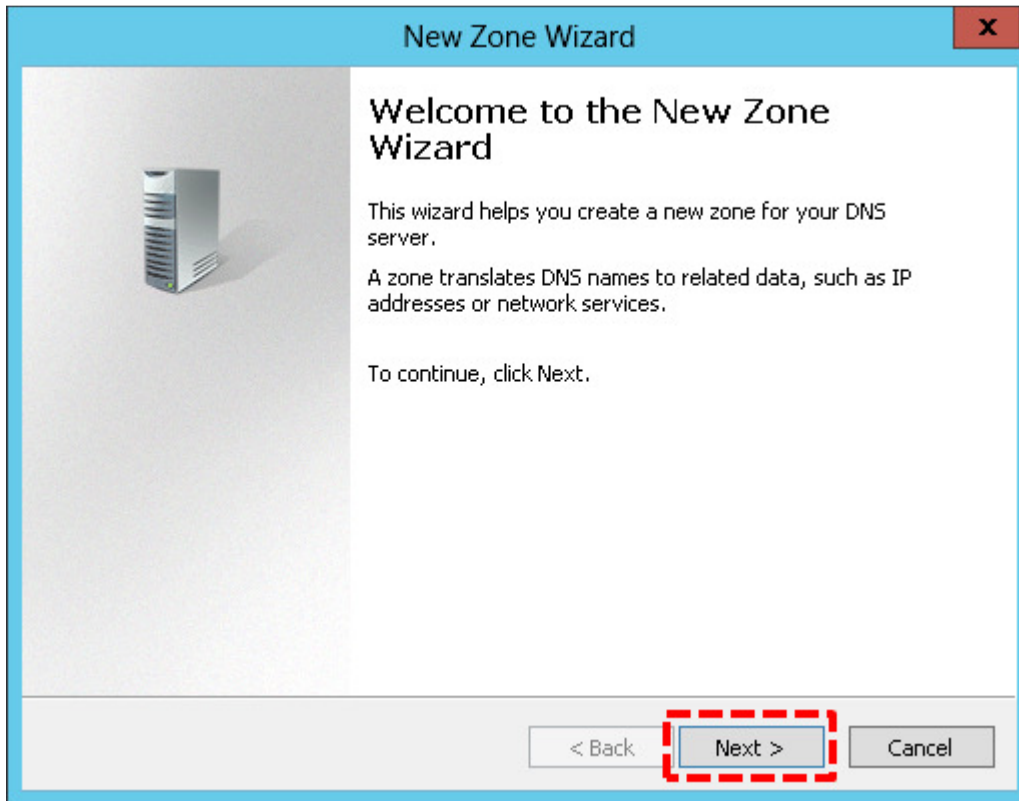 New Zone Wizard
x
Welcome to the New Zone
Wizard
This wizard helps you create a new zone for your DNS
server.
A zone translates DNS names to related data, such as IP
addresses or network services.
To continue, click Next.
< Back
Next >
Cancel